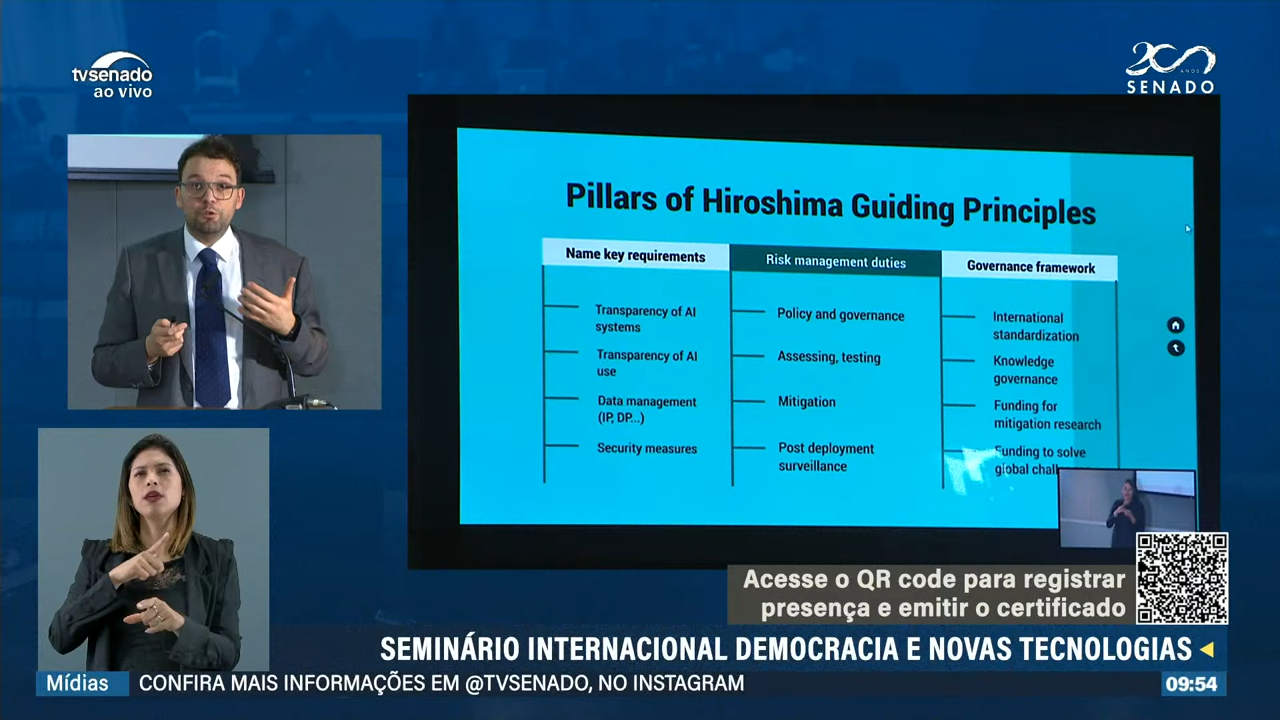 tvsenado
ao vivo
200
ANOS
SENADO
Pillars of Hiroshima Guiding Principles
Name key requirements
Transparency of AI
systems
Transparency of AI
use
Data management
(IP, DP...)
Security measures
Risk management duties
Policy and governance
Assessing, testing
Mitigation
Post deployment
surveillance
Governance framework
International
standardization
Knowledge
governance
Funding for
mitigation research
Funding to solve
global chall
Acesse o QR code para registrar
presença e emitir o certificado
SEMINÁRIO INTERNACIONAL DEMOCRACIA E NOVAS TECNOLOGIAS
Mídias
CONFIRA MAIS INFORMAÇÕES EM @TVSENADO, NO INSTAGRAM
09:54